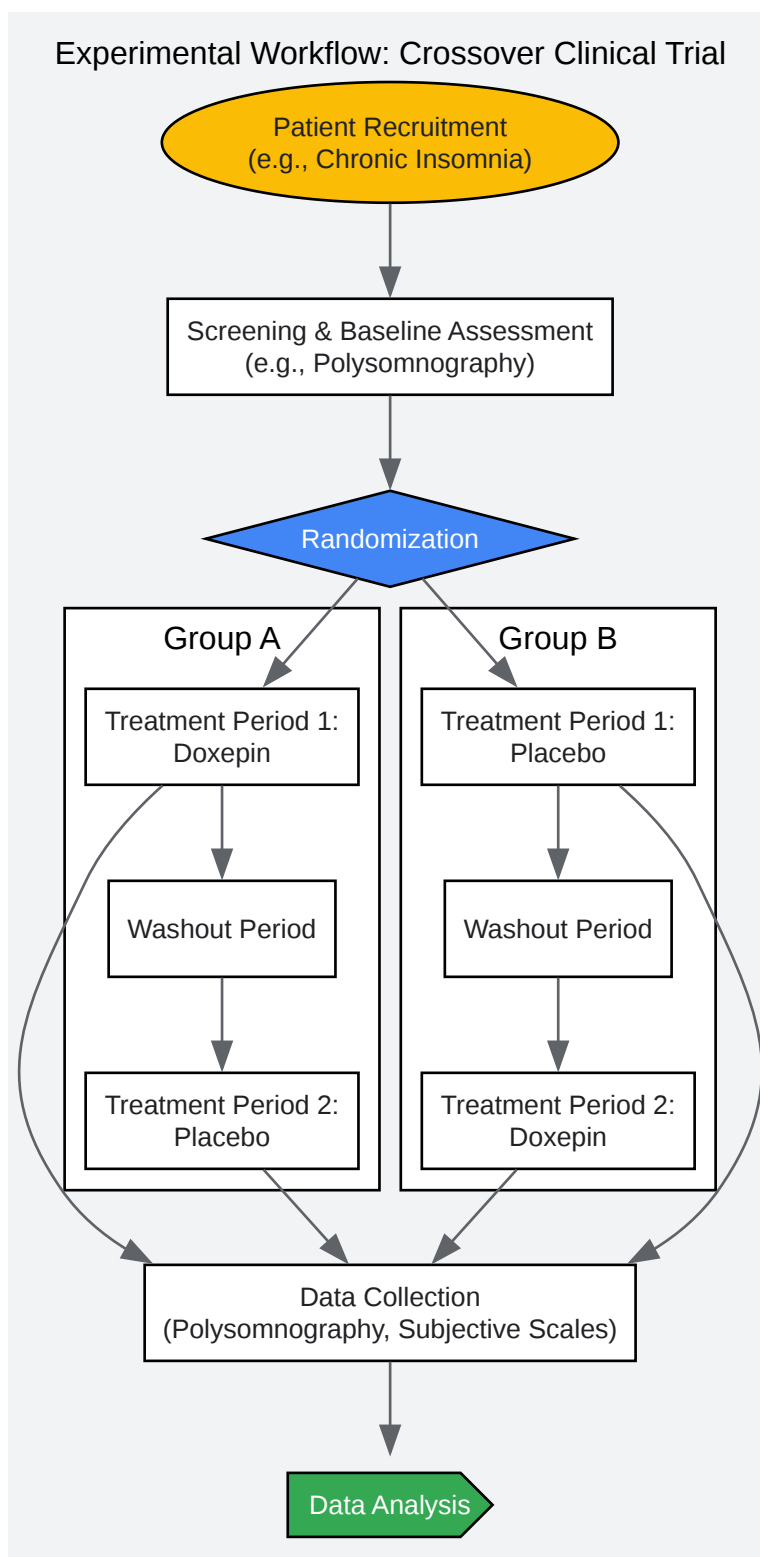 Experimental Workflow: Crossover Clinical Trial
Patient Recruitment
(e.g., Chronic Insomnia)
Screening & Baseline Assessment
(e.g., Polysomnography)
Randomization
Group A
Treatment Period 1:
Doxepin
Washout Period
Treatment Period 2:
Placebo
Group B
Treatment Period 1:
Placebo
Washout Period
Treatment Period 2:
Doxepin
Data Collection
(Polysomnography, Subjective Scales)
Data Analysis